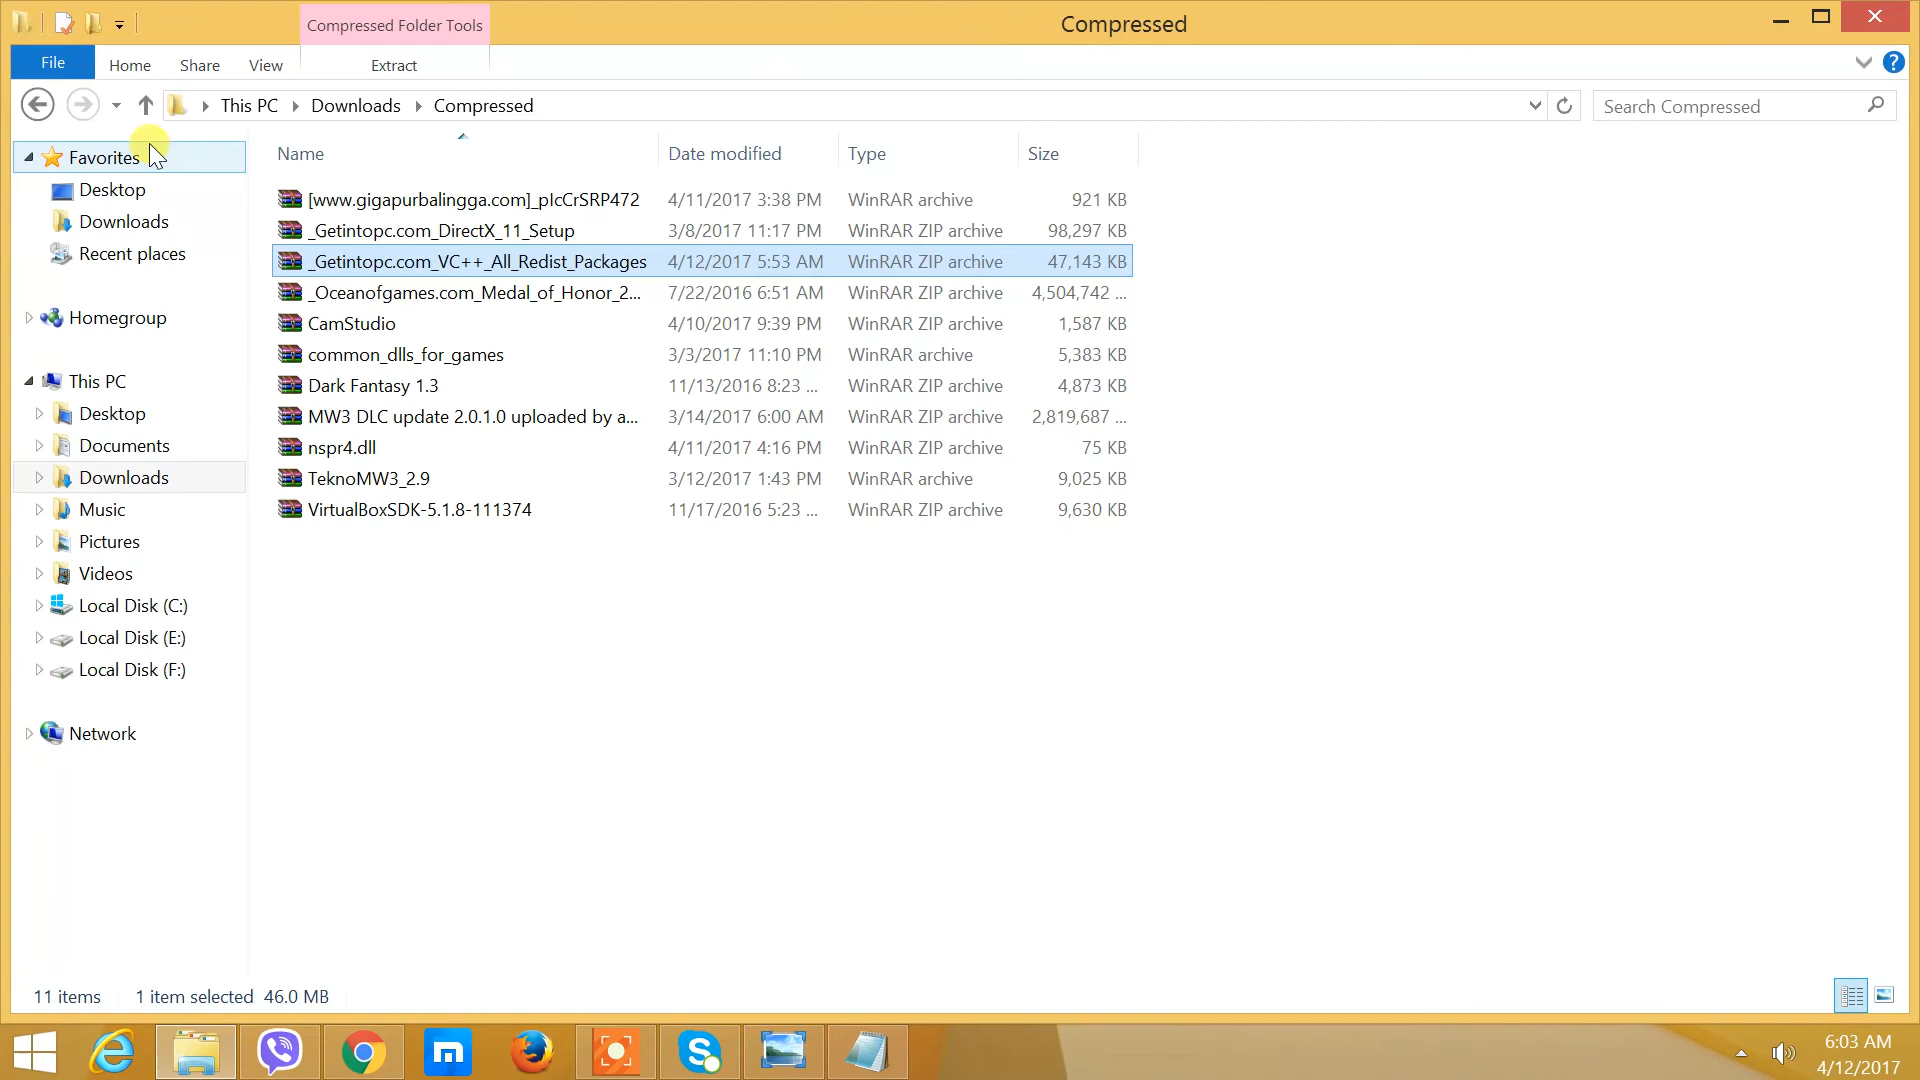 Compressed Folder Tools
Compressed
File
Home
Share
View
Extract
This PC
Downloads
Compressed
Search Compressed
Name
Date modified
Type
Size
[www.gigapurbalingga.com]_pIcCrSRP472 4/11/2017 3:38 PM WinRAR archive 921 KB
_Getintopc.com_DirectX_11_Setup 3/8/2017 11:17 PM WinRAR ZIP archive 98,297 KB
_Getintopc.com_VC++_All_Redist_Packages 4/12/2017 5:53 AM WinRAR ZIP archive 47,143 KB
_Oceanofgames.com_Medal_of_Honor_2... 7/22/2016 6:51 AM WinRAR ZIP archive 4,504,742 ...
CamStudio 4/10/2017 9:39 PM WinRAR ZIP archive 1,587 KB
common_dlls_for_games 3/3/2017 11:10 PM WinRAR archive 5,383 KB
Dark Fantasy 1.3 11/13/2016 8:23 ... WinRAR ZIP archive 4,873 KB
MW3 DLC update 2.0.1.0 uploaded by a... 3/14/2017 6:00 AM WinRAR ZIP archive 2,819,687 ...
nspr4.dll 4/11/2017 4:16 PM WinRAR ZIP archive 75 KB
TeknoMW3_2.9 3/12/2017 1:43 PM WinRAR archive 9,025 KB
VirtualBoxSDK-5.1.8-111374 11/17/2016 5:23 ... WinRAR ZIP archive 9,630 KB
Favorites
Desktop
Downloads
Recent places
Homegroup
This PC
Desktop
Documents
Downloads
Music
Pictures
Videos
Local Disk (C:)
Local Disk (E:)
Local Disk (F:)
Network
11 items
1 item selected 46.0 MB
6:03 AM
4/12/2017